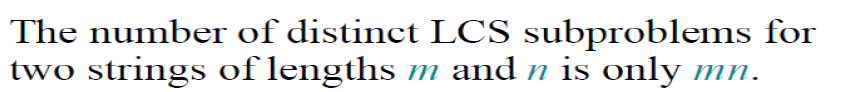 The number of distinct LCS subproblems for
two strings of lengths m and n is only mn.